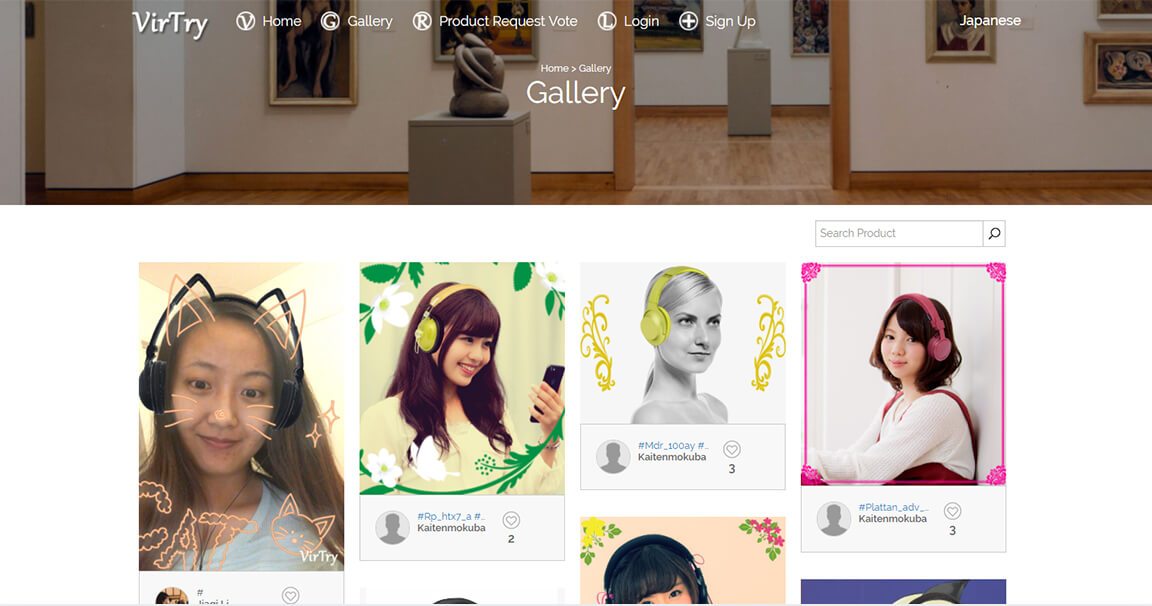 VirTry
V Home
G Gallery
R Product Request Vote
L Login
Sign Up
Japanese
Home > Gallery
Gallery
Search Product
CAT
VirTry
#
Jiaqi Li
#Rp_htx7_a #..
Kaitenmokuba
2
#Mdr_100ay #..
Kaitenmokuba
3
#Plattan_adv_...
Kaitenmokuba
3